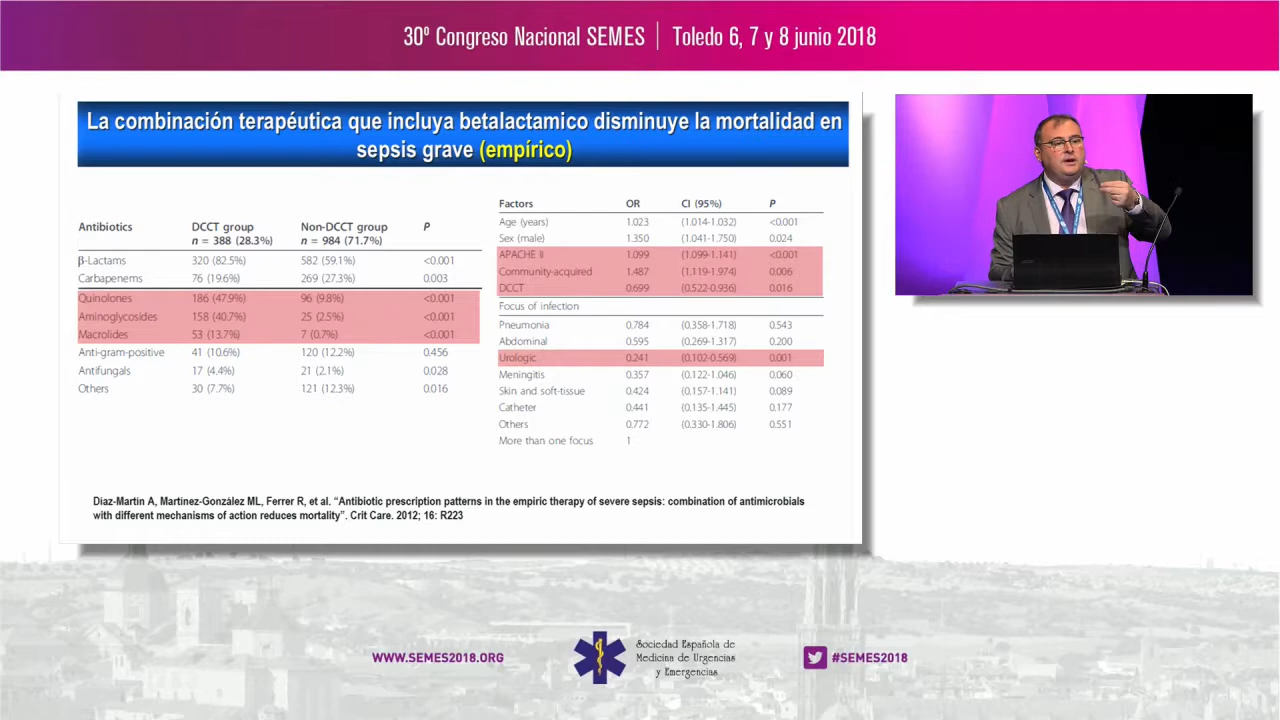 30º Congreso Nacional SEMES | Toledo 6, 7 y 8 junio 2018
La combinación terapéutica que incluya betalactamico disminuye la mortalidad en
sepsis grave (empírico)
Antibiotics DCCT group Non-DCCT group P
n = 388 (28.3%) n = 984 (71.7%)
β-Lactams 320 (82.5%) 582 (59.1%) <0.001
Carbapenems 76 (19.6%) 269 (27.3%) 0.003
Quinolones 186 (47.9%) 96 (9.8%) <0.001
Aminoglycosides 158 (40.7%) 25 (2.5%) <0.001
Macrolides 53 (13.7%) 7 (0.7%) <0.001
Anti-gram-positive 41 (10.6%) 120 (12.2%) 0.456
Antifungals 17 (4.4%) 21 (2.1%) 0.028
Others 30 (7.7%) 121 (12.3%) 0.016
Factors OR CI (95%) P
Age (years) 1.023 (1.014-1.032) <0.001
Sex (male) 1.350 (1.041-1.750) 0.024
APACHE II 1.099 (1.099-1.141) <0.001
Community-acquired 1.487 (1.119-1.974) 0.006
DCCT 0.699 (0.522-0.936) 0.016
Focus of infection
Pneumonia 0.784 (0.358-1.718) 0.543
Abdominal 0.595 (0.269-1.317) 0.200
Urologic 0.241 (0.102-0.569) 0.001
Meningitis 0.357 (0.122-1.046) 0.060
Skin and soft-tissue 0.424 (0.157-1.141) 0.089
Catheter 0.441 (0.135-1.445) 0.177
Others 0.772 (0.330-1.806) 0.551
More than one focus 1
Diaz-Martin A, Martinez-González ML, Ferrer R, et al. “Antibiotic prescription patterns in the empiric therapy of severe sepsis: combination of antimicrobials
with different mechanisms of action reduces mortality”. Crit Care. 2012; 16: R223
WWW.SEMES2018.ORG
Sociedad Española de
Medicina de Urgencias
y Emergencias
#SEMES2018